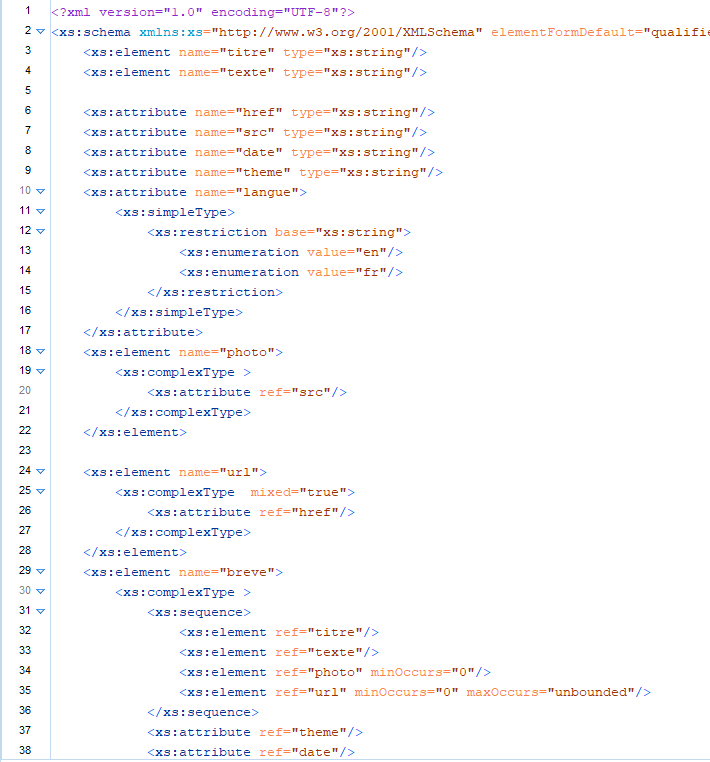 1 <?xml version="1.0" encoding="UTF-8"?>
2 <xs:schema xmlns:xs="http://www.w3.org/2001/XMLSchema" elementFormDefault="qualifie
3 <xs:element name="titre" type="xs:string"/>
4 <xs:element name="texte" type="xs:string"/>
5
6 <xs:attribute name="href" type="xs:string"/>
7 <xs:attribute name="src" type="xs:string"/>
8 <xs:attribute name="date" type="xs:string"/>
9 <xs:attribute name="theme" type="xs:string"/>
10 <xs:attribute name="langue">
11 <xs:simpleType>
12 <xs:restriction base="xs:string">
13 <xs:enumeration value="en"/>
14 <xs:enumeration value="fr"/>
15 </xs:restriction>
16 </xs:simpleType>
17 </xs:attribute>
18 <xs:element name="photo">
19 <xs:complexType >
20 <xs:attribute ref="src"/>
21 </xs:complexType>
22 </xs:element>
23
24 <xs:element name="url">
25 <xs:complexType  mixed="true">
26 <xs:attribute ref="href"/>
27 </xs:complexType>
28 </xs:element>
29 <xs:element name="breve">
30 <xs:complexType >
31 <xs:sequence>
32 <xs:element ref="titre"/>
33 <xs:element ref="texte"/>
34 <xs:element ref="photo" minOccurs="0"/>
35 <xs:element ref="url" minOccurs="0" maxOccurs="unbounded"/>
36 </xs:sequence>
37 <xs:attribute ref="theme"/>
38 <xs:attribute ref="date"/>